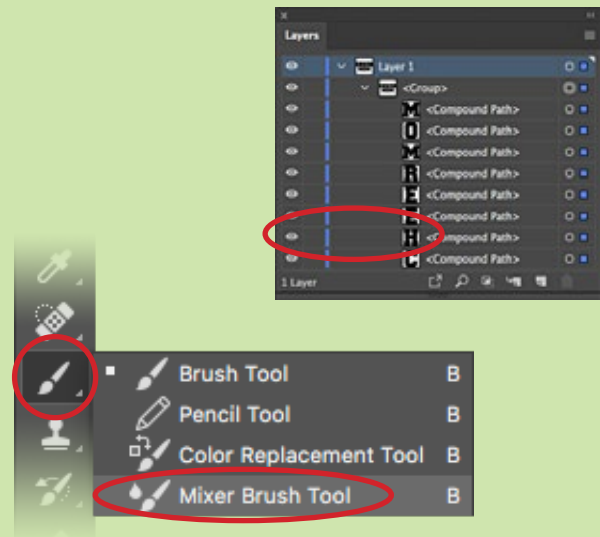 Layers
Layer 1
<Group>
M <Compound Path>
O <Compound Path>
M <Compound Path>
R <Compound Path>
E <Compound Path>
<Compound Path>
H <Compound Path>
C <Compound Path>
1 Layer
Brush Tool B
Pencil Tool B
Color Replacement Tool B
Mixer Brush Tool B